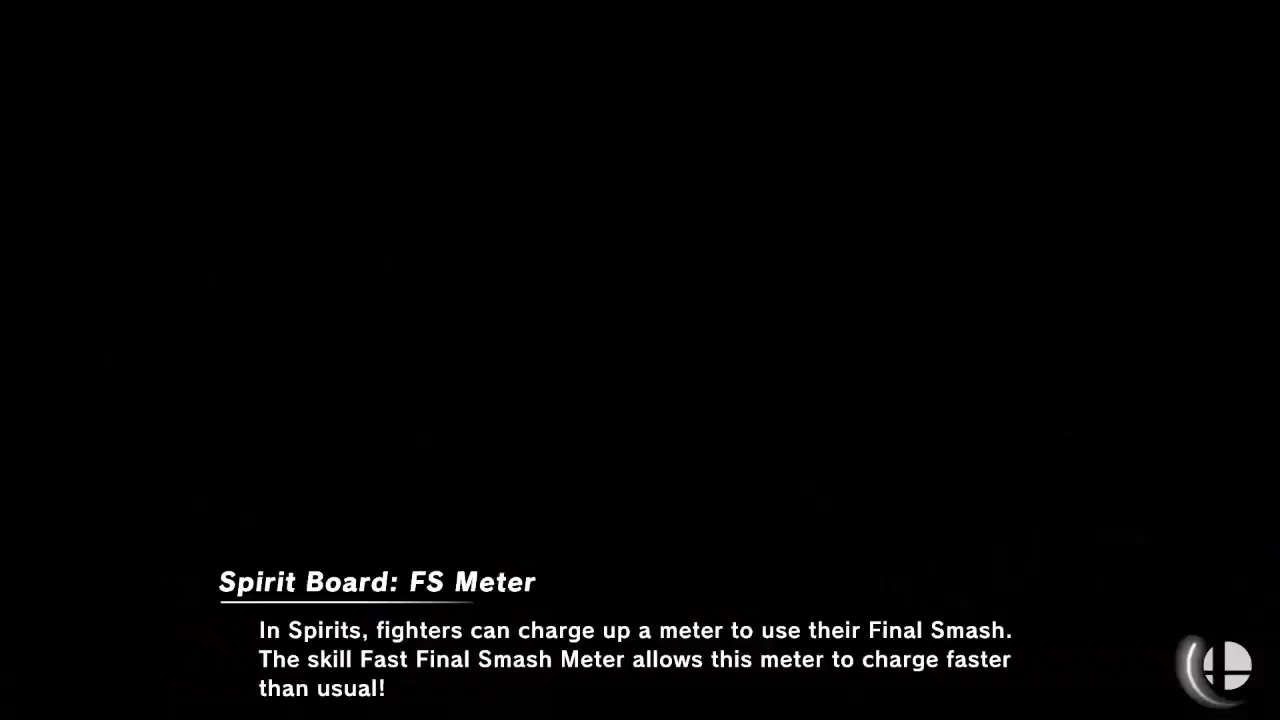 Spirit Board: FS Meter
In Spirits, fighters can charge up a meter to use their Final Smash.
The skill Fast Final Smash Meter allows this meter to charge faster
than usual!